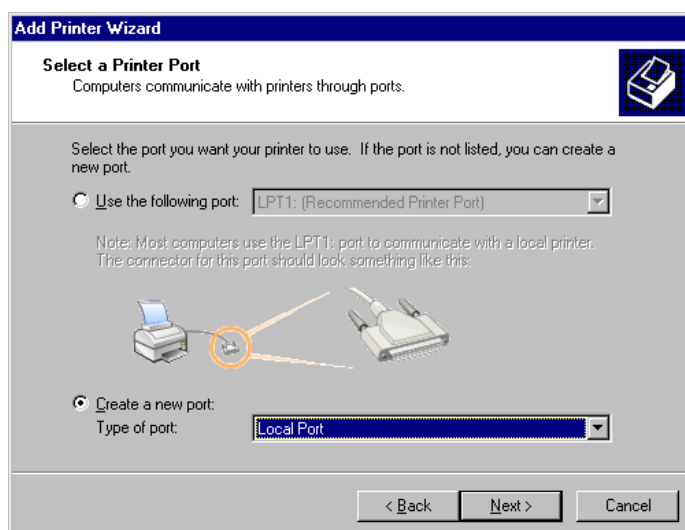 Add Printer Wizard
Select a Printer Port
Computers communicate with printers through ports.
Select the port you want your printer to use.  If the port is not listed, you can create a
new port.
Use the following port: LPT1: (Recommended Printer Port)
Note: Most computers use the LPT1: port to communicate with a local printer.
The connector for this port should look something like this:
Create a new port:
Type of port: Local Port
< Back Next > Cancel